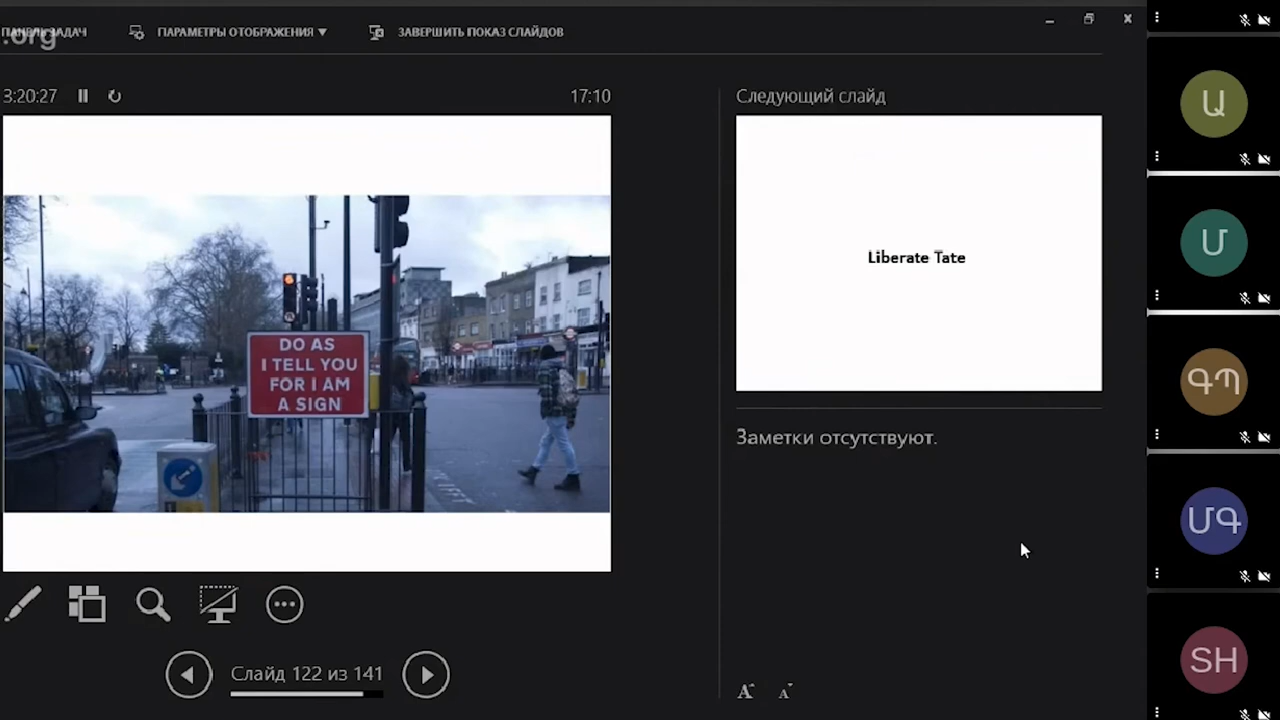 ПАНЕЛЬ ЗАДАЧ
ПАРАМЕТРЫ ОТОБРАЖЕНИЯ ▼
ЗАВЕРШИТЬ ПОКАЗ СЛАЙДОВ
.org
3:20:27
17:10
Следующий слайд
DO AS
I TELL YOU
FOR I AM
A SIGN
Liberate Tate
Заметки отсутствуют.
Слайд 122 из 141
A A
Ա
Մ
ԳՊ
ՄԳ
SH